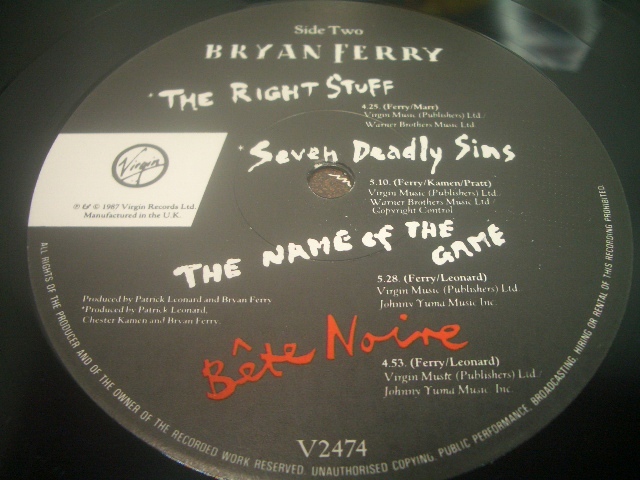 Side Two
BRYAN FERRY
·THE RIGHT STUFF
4.25. (Ferry/Marr)
Virgin Music (Publishers) Ltd/
Warner Brothers Music Ltd.
*Seven Deadly Sins
5.10. (Ferry/Kamen/Pratt)
Virgin Music (Publishers) Ltd./
Warner Brothers Music Ltd/
Copyright Control
Virgin
℗ & © 1987 Virgin Records Ltd.
Manufactured in the U.K.
THE NAME OF THE
GAME
5.28. (Ferry/Leonard)
Virgin Music (Publishers) Ltd.
Johnny Yuma Music Inc.
Produced by Patrick Leonard and Bryan Ferry
*Produced by Patrick Leonard,
Chester Kamen and Bryan Ferry.
Bête Noire
4.53. (Ferry/Leonard)
Virgin Music (Publishers) Ltd/
Johnny Yuma Music Inc
V2474
ALL RIGHTS OF THE PRODUCER AND OF THE OWNER OF THE RECORDED WORK RESERVED. UNAUTHORISED COPYING, PUBLIC PERFORMANCE, BROADCASTING, HIRING OR RENTAL OF THIS RECORDING PROHIBITED.